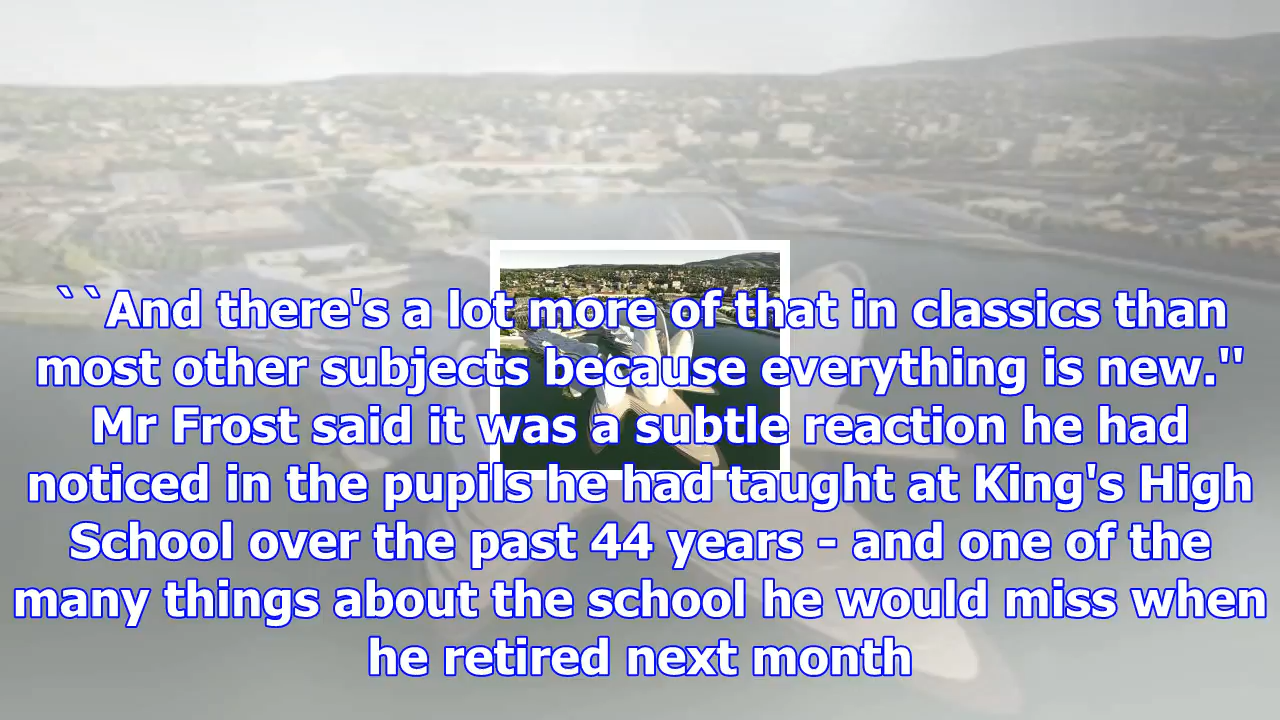 ``And there's a lot more of that in classics than
most other subjects because everything is new.''
Mr Frost said it was a subtle reaction he had
noticed in the pupils he had taught at King's High
School over the past 44 years - and one of the
many things about the school he would miss when
he retired next month